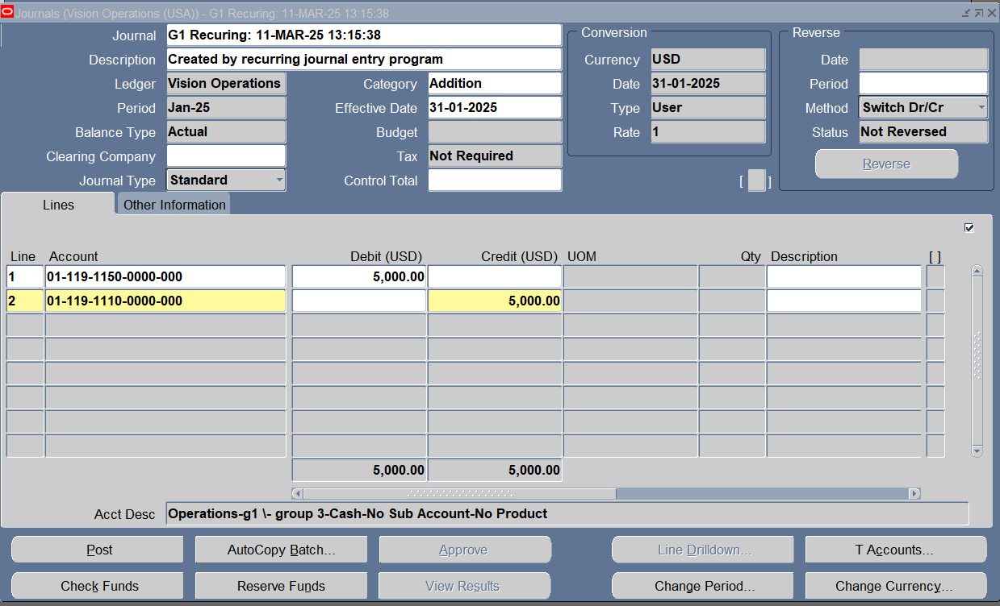 Journals (Vision Operations (USA)) - G1 Recuring: 11-MAR-25 13:15:38
Journal G1 Recuring: 11-MAR-25 13:15:38
Description Created by recurring journal entry program
Ledger Vision Operations Category Addition
Period Jan-25 Effective Date 31-01-2025
Balance Type Actual Budget
Clearing Company Tax Not Required
Journal Type Standard Control Total
Conversion
Currency USD
Date 31-01-2025
Type User
Rate 1
Reverse
Date
Period
Method Switch Dr/Cr
Status Not Reversed
Reverse
[ ]
Lines Other Information
Line Account Debit (USD) Credit (USD) UOM Qty Description [ ]
1 01-119-1150-0000-000 5,000.00
2 01-119-1110-0000-000 5,000.00
5,000.00 5,000.00
Acct Desc Operations-g1 \- group 3-Cash-No Sub Account-No Product
Post AutoCopy Batch... Approve Line Drilldown... T Accounts...
Check Funds Reserve Funds View Results Change Period... Change Currency...